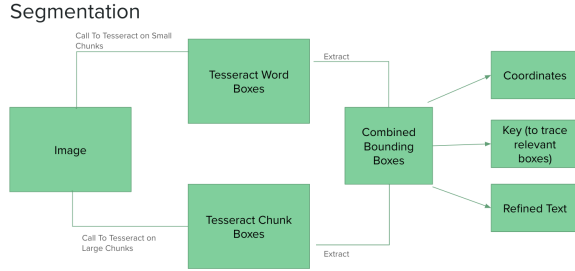 Segmentation
Call To Tesseract on Small
Chunks
Tesseract Word
Boxes
Extract
Coordinates
Image
Combined
Bounding
Boxes
Key (to trace
relevant
boxes)
Tesseract Chunk
Boxes
Refined Text
Call To Tesseract on
Large Chunks
Extract